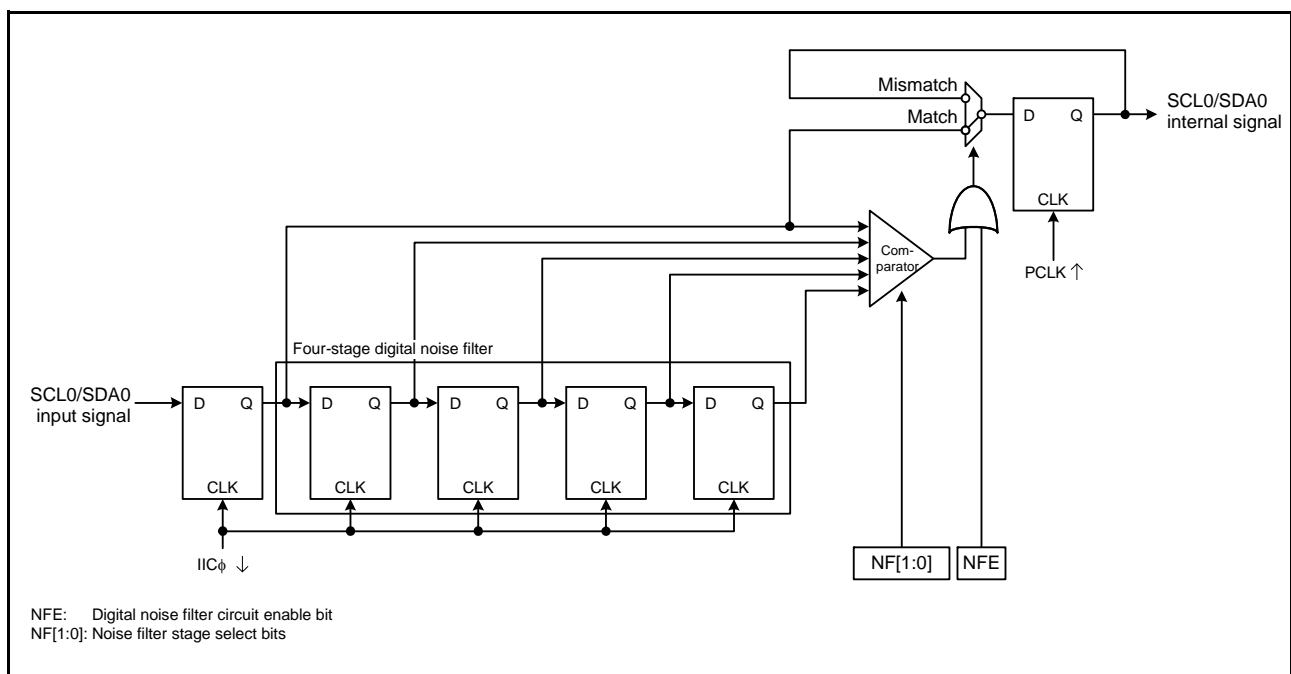 Mismatch
Match
D Q
CLK
PCLK ↑
SCL0/SDA0
internal signal
Com-
parator
Four-stage digital noise filter
SCL0/SDA0
input signal
D Q
CLK
D Q
CLK
D Q
CLK
D Q
CLK
D Q
CLK
IICϕ ↓
NF[1:0]
NFE
NFE: Digital noise filter circuit enable bit
NF[1:0]: Noise filter stage select bits